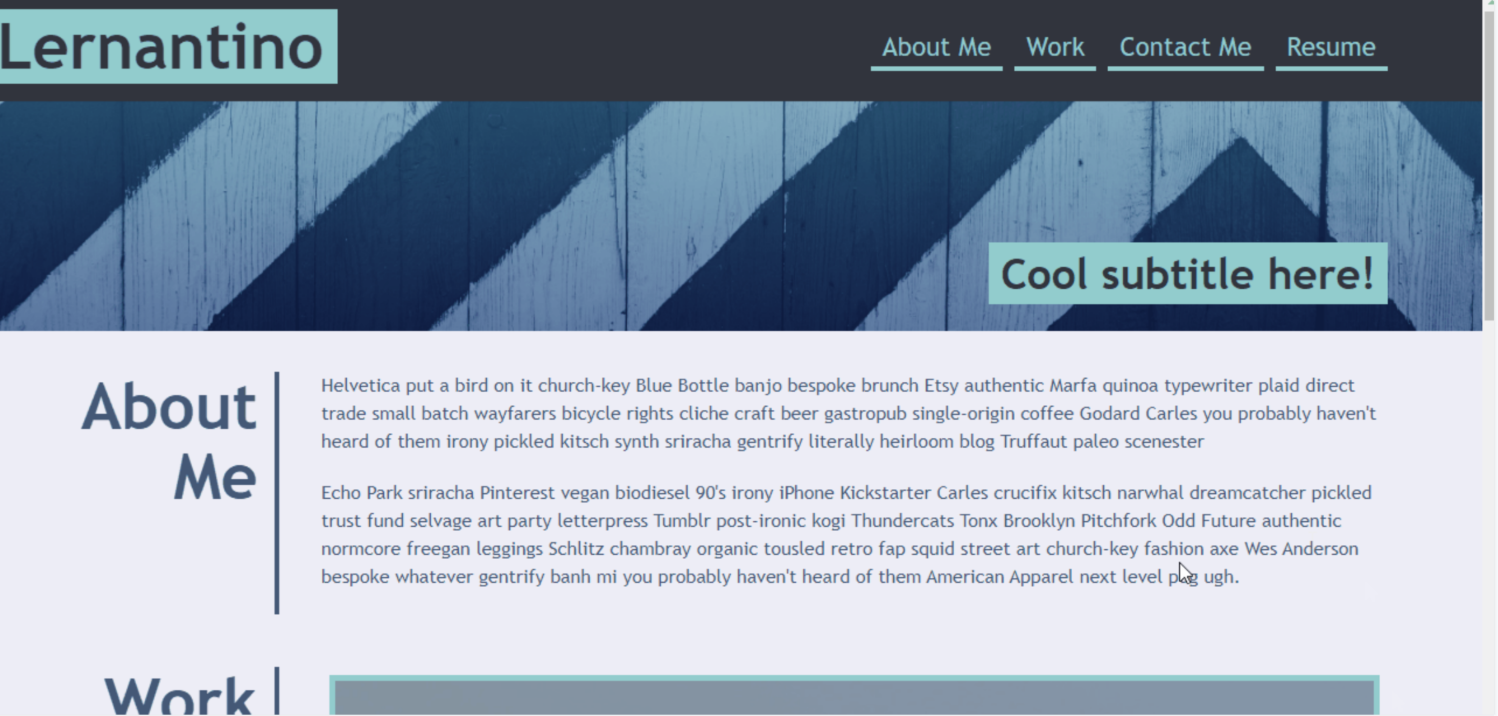 Lernantino
About Me Work Contact Me Resume
Cool subtitle here!
About
Me
Helvetica put a bird on it church-key Blue Bottle banjo bespoke brunch Etsy authentic Marfa quinoa typewriter plaid direct
trade small batch wayfarers bicycle rights cliche craft beer gastropub single-origin coffee Godard Carles you probably haven't
heard of them irony pickled kitsch synth sriracha gentrify literally heirloom blog Truffaut paleo scenester
Echo Park sriracha Pinterest vegan biodiesel 90's irony iPhone Kickstarter Carles crucifix kitsch narwhal dreamcatcher pickled
trust fund selvage art party letterpress Tumblr post-ironic kogi Thundercats Tonx Brooklyn Pitchfork Odd Future authentic
normcore freegan leggings Schlitz chambray organic tousled retro fap squid street art church-key fashion axe Wes Anderson
bespoke whatever gentrify banh mi you probably haven't heard of them American Apparel next level ugh.
Work